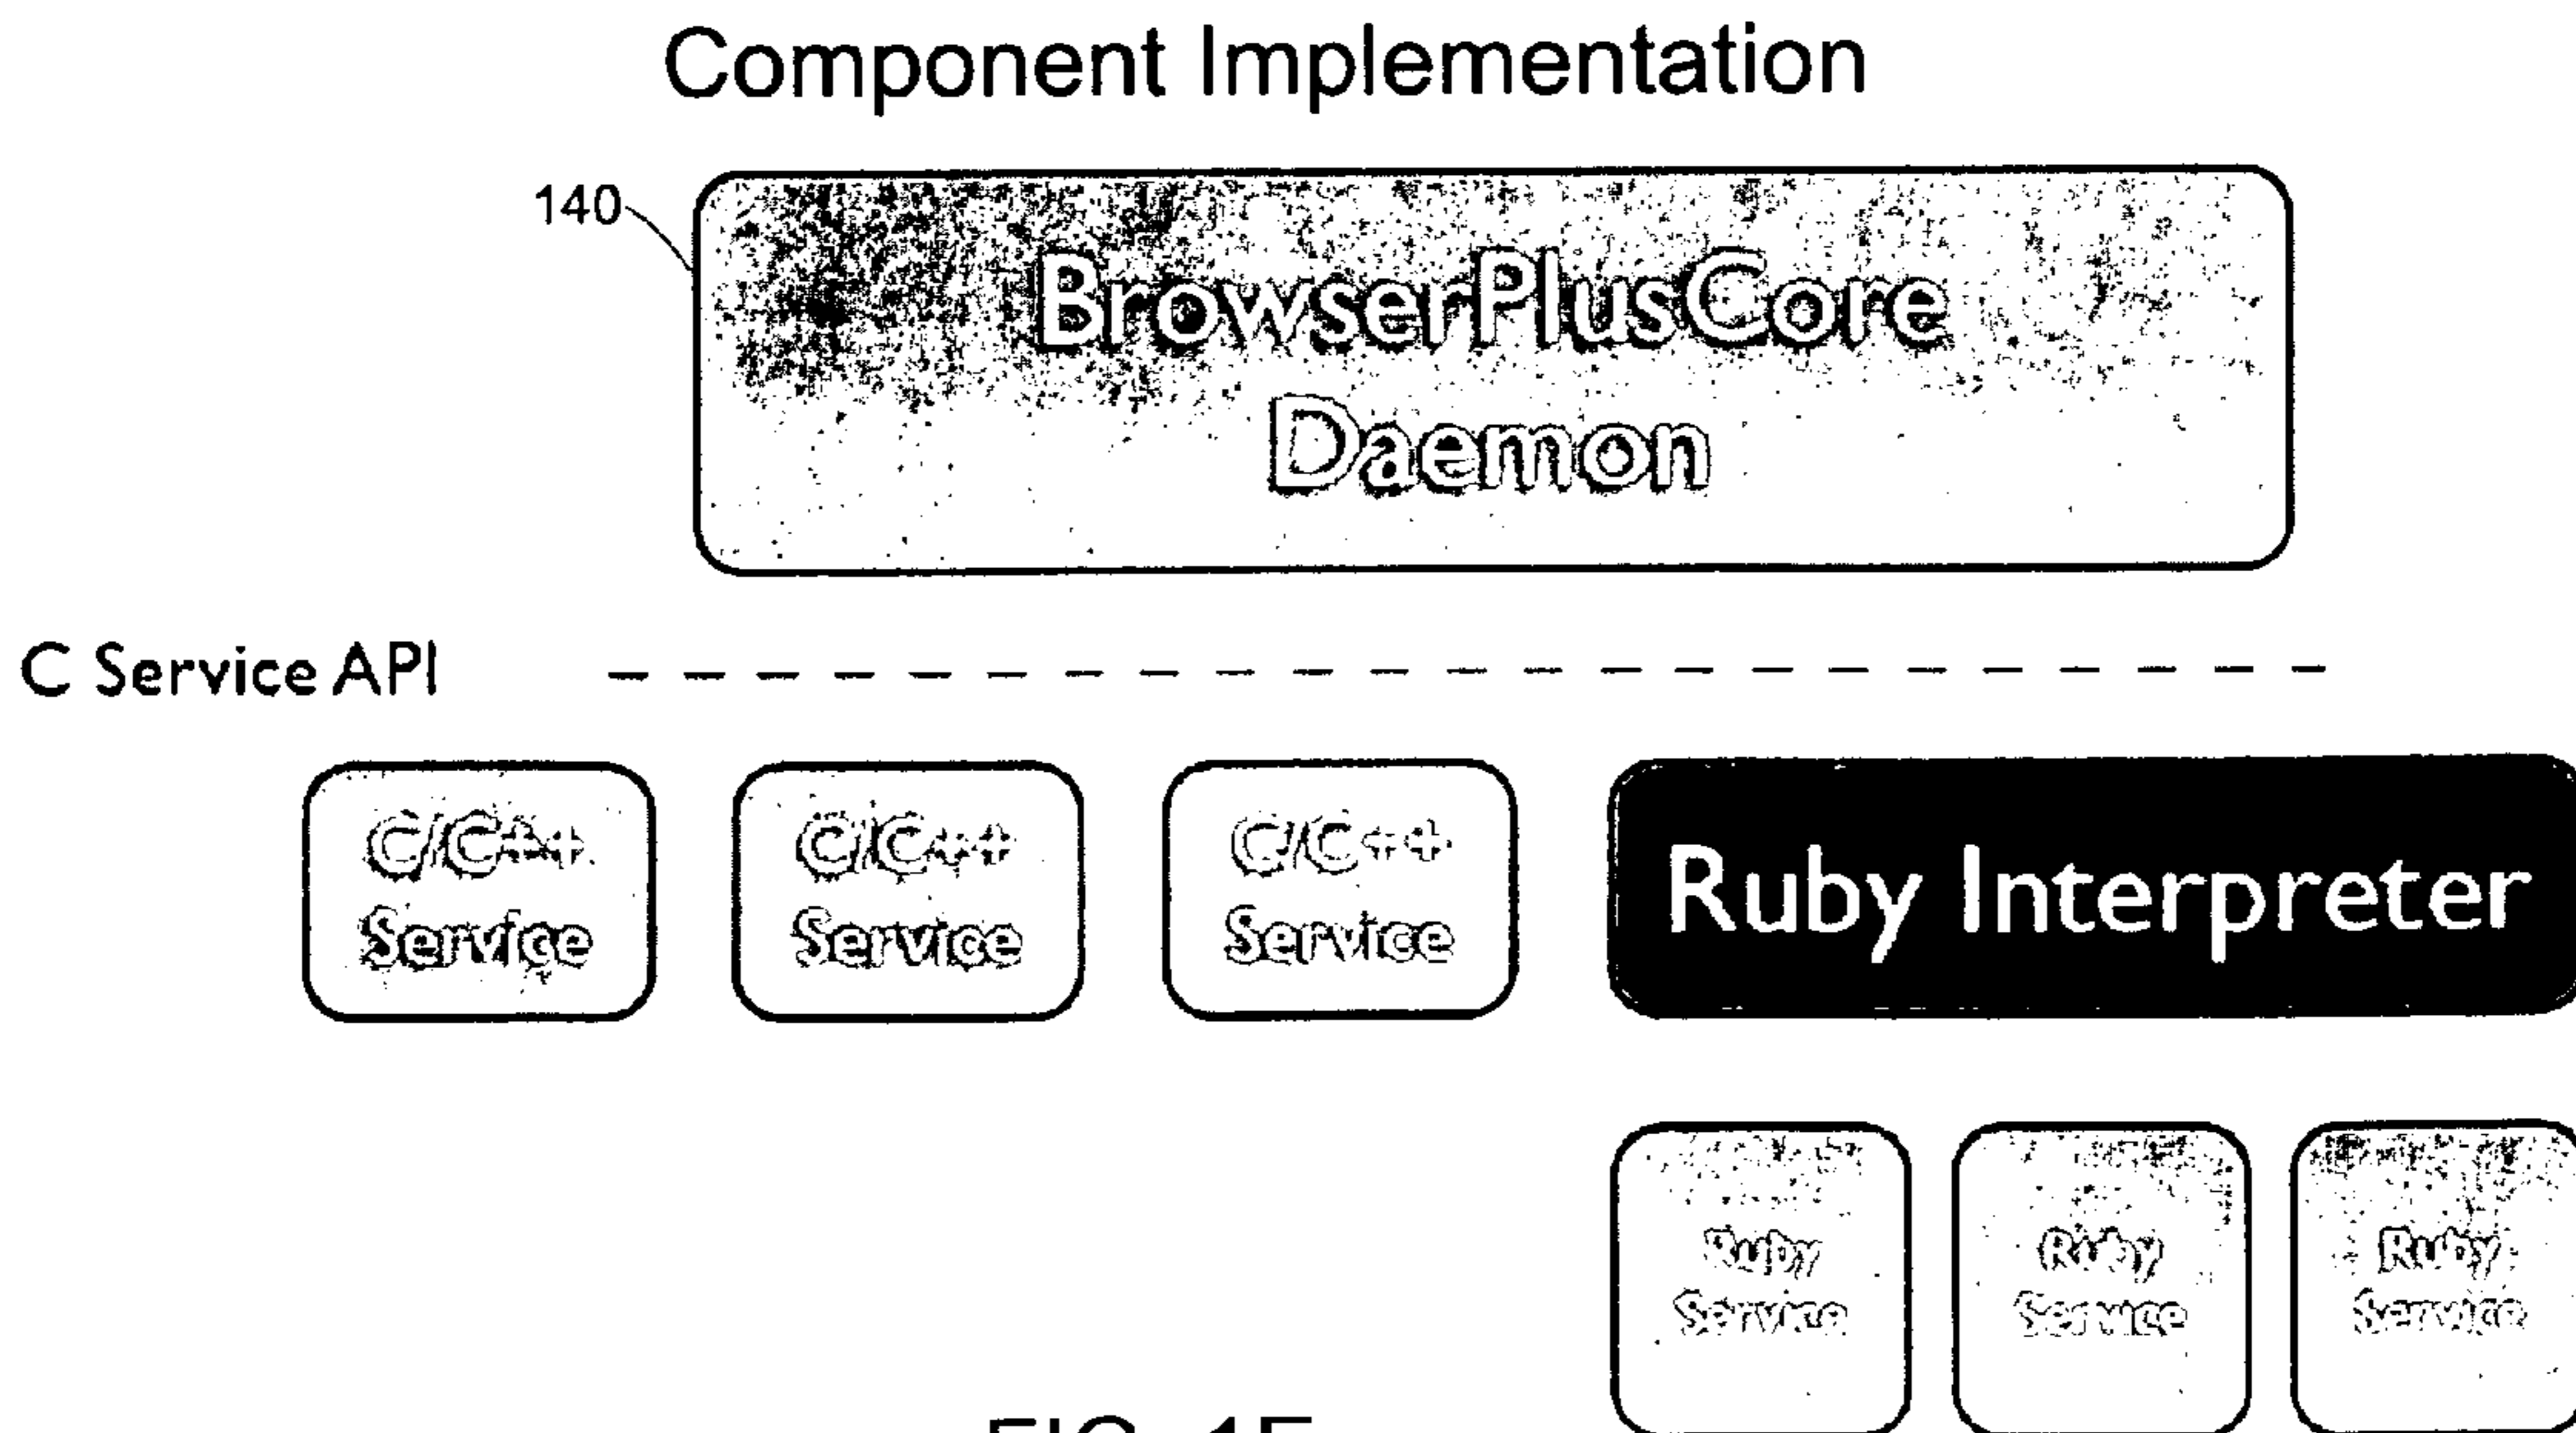 Component Implementation
140
BrowserPlusCore
Daemon
C Service API
C/C++
Service
C/C++
Service
C/C++
Service
Ruby Interpreter
Ruby
Service
Ruby
Service
Ruby
Service